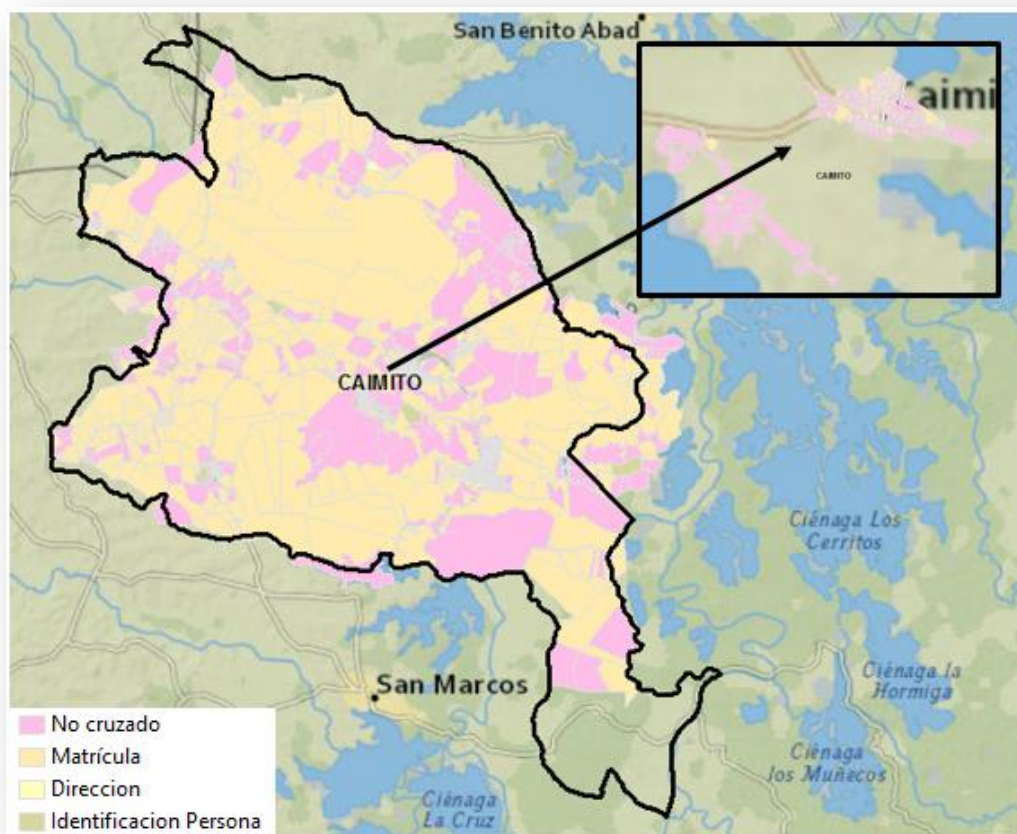 San Benito Abad
Caimi
CAIMITO
CAIMITO
Ciénaga Los
Cerritos
San Marcos
Ciénaga la
Hormiga
Ciénaga
los Muñecos
Ciénaga
La Cruz
No cruzado
Matrícula
Direccion
Identificacion Persona